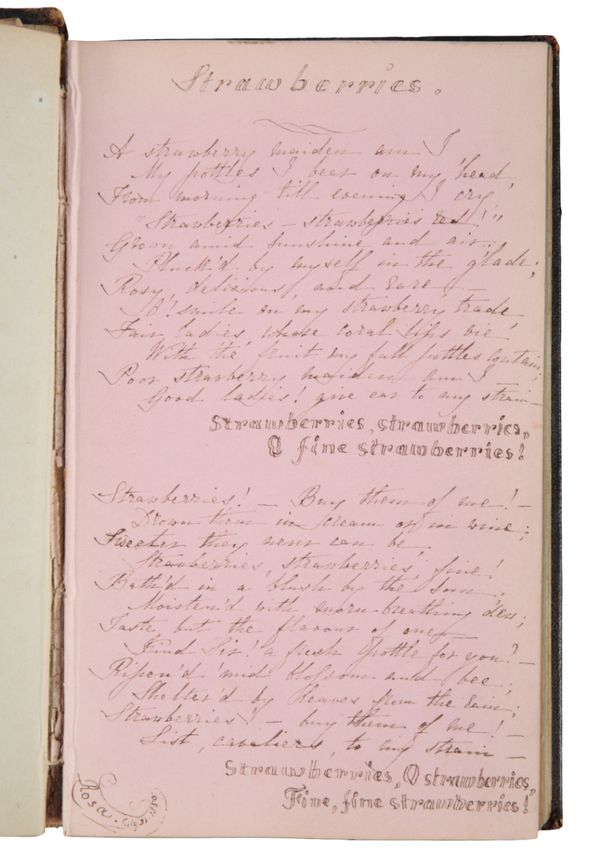 Strawberries.
A strawberry maiden am I
My pottles I bear on my head,
From morning till evening I cry
"Strawberries – strawberries red!"
Grown amid sunshine and air,
Pluck'd by myself in the glade;
Rosy, delicious, and rare, –
O! smile on my strawberry trade
Fair ladies, whose coral lips vie
With the fruit my full pottles contain,
Poor strawberry maiden am I –
Good ladies! give ear to my strain –
Strawberries, strawberries,
O fine strawberries!
Strawberries! – Buy them of me! –
Drown them in cream or in wine;
Sweeter they never can be,
Strawberries, strawberries, fine!
Bath'd in a blush by the Sun,
Moisten'd with morn-breathing dew;
Taste but the flavour of one, –
Kind Sir! a fresh pottle for you! –
Ripen'd 'mid blossom and bee,
Shelter'd by leaves from the rain;
Strawberries! – buy them of me! –
List, cavaliers, to my strain –
Strawberries, O strawberries,
Fine, fine strawberries!
Rosa.